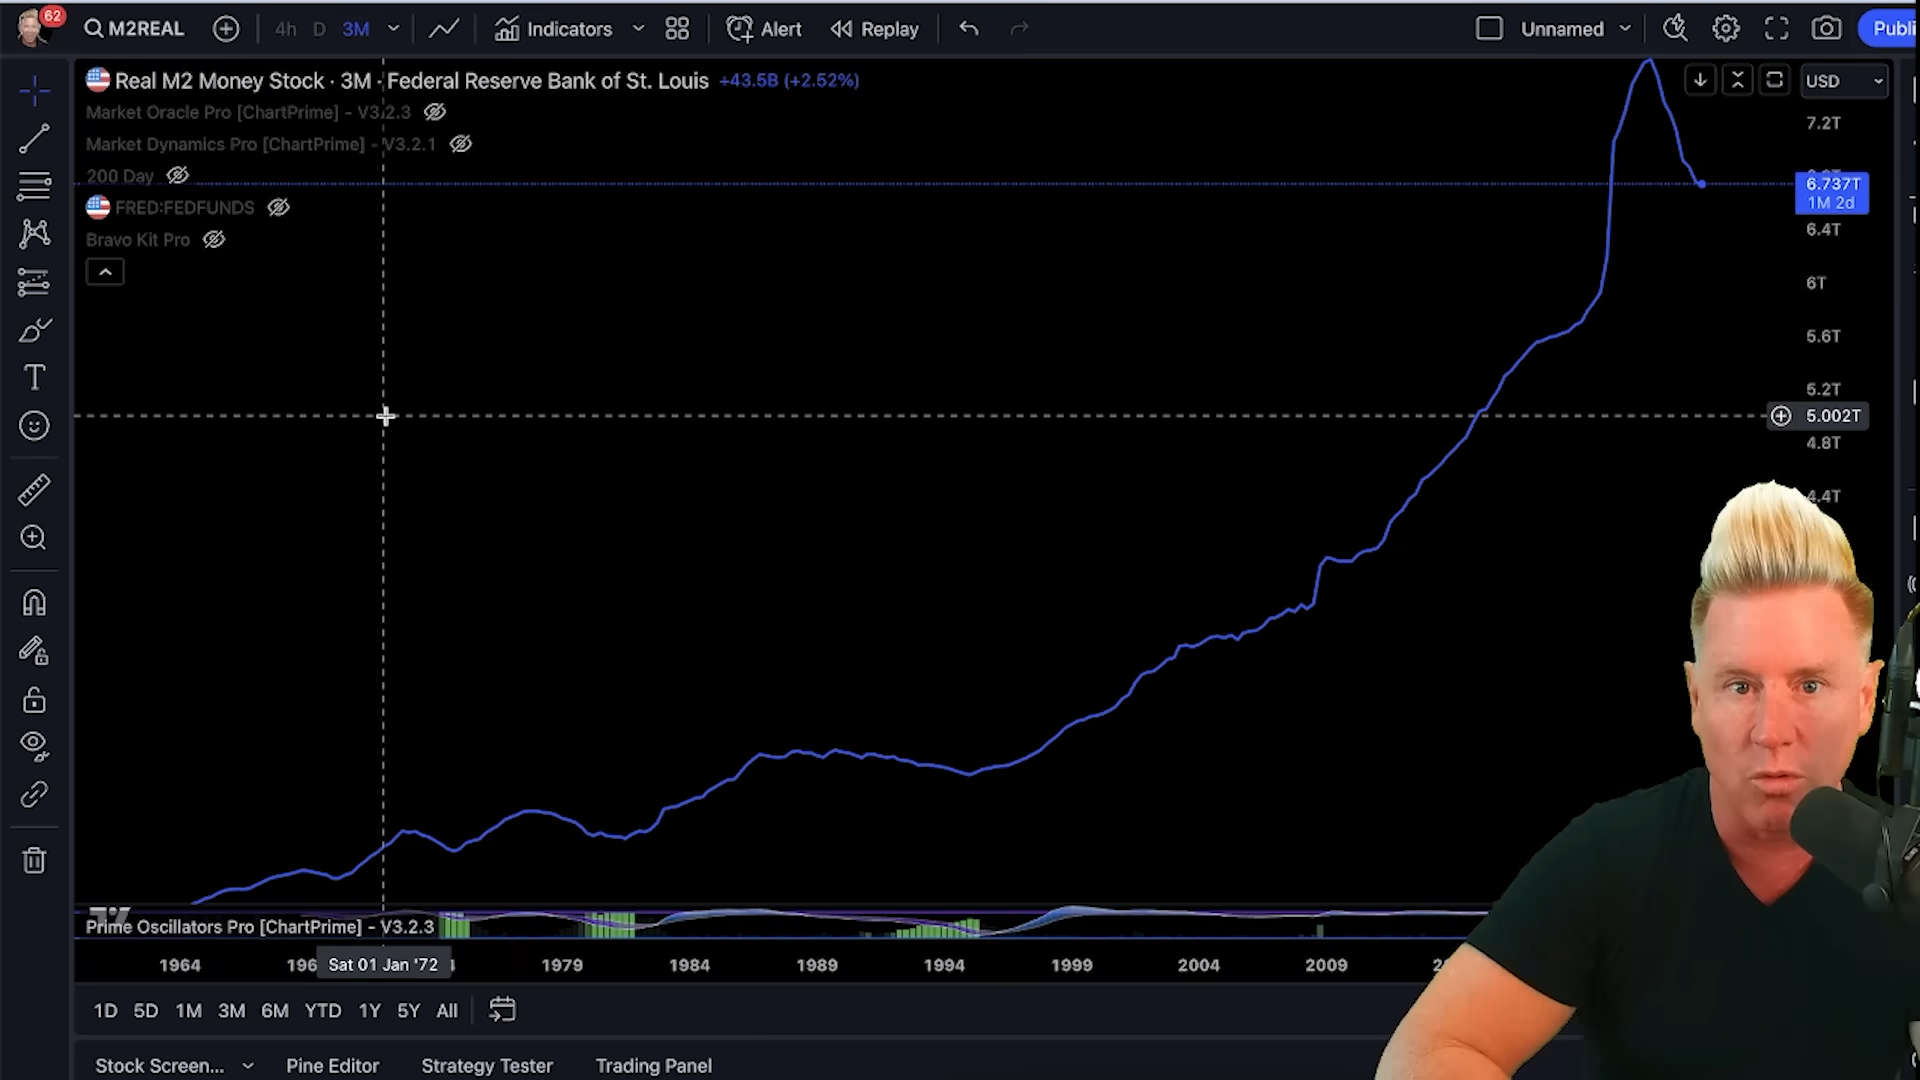 62
M2REAL
4h D 3M
Indicators
Alert
Replay
Unnamed
Publi
Real M2 Money Stock · 3M · Federal Reserve Bank of St. Louis +43.5B (+2.52%)
USD
Market Oracle Pro [ChartPrime] - V3.2.3
Market Dynamics Pro [ChartPrime] - V3.2.1
200 Day
FRED:FEDFUNDS
Bravo Kit Pro
7.2T
6.737T
1M 2d
6.4T
6T
5.6T
5.2T
5.002T
4.8T
4.4T
Prime Oscillators Pro [ChartPrime] - V3.2.3
1964 196 Sat 01 Jan '72 1979 1984 1989 1994 1999 2004 2009
1D 5D 1M 3M 6M YTD 1Y 5Y All
Stock Screen... Pine Editor Strategy Tester Trading Panel